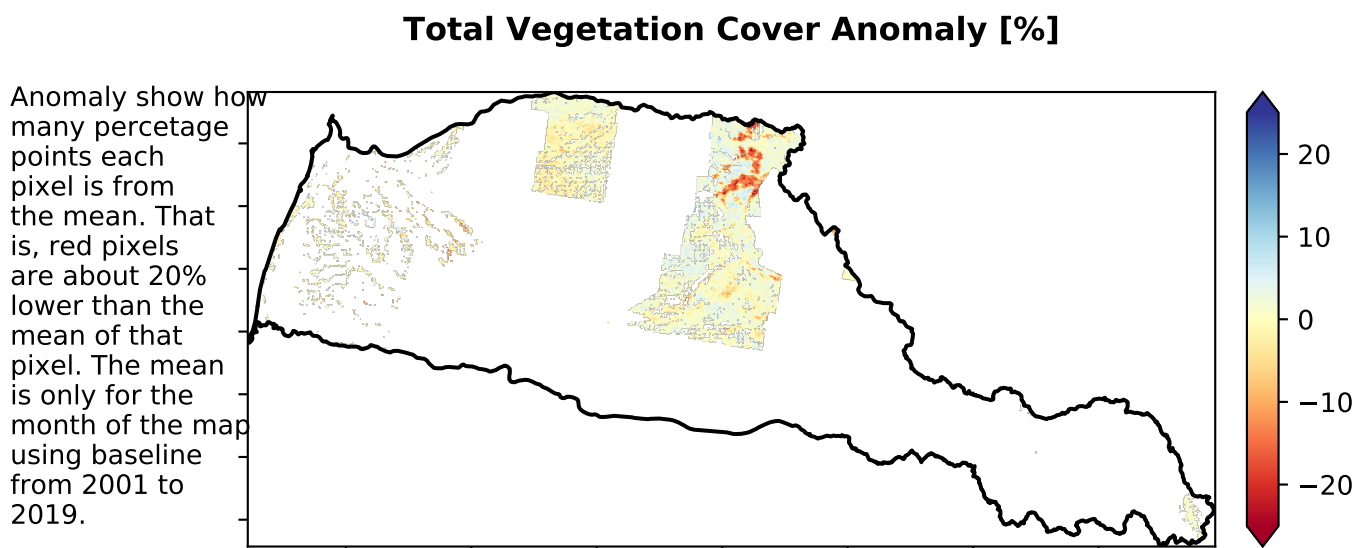 Total Vegetation Cover Anomaly [%]
Anomaly show how
many percetage
points each
pixel is from
the mean. That
is, red pixels
are about 20%
lower than the
mean of that
pixel. The mean
is only for the
month of the map
using baseline
from 2001 to
2019.
20
10
0
−10
−20